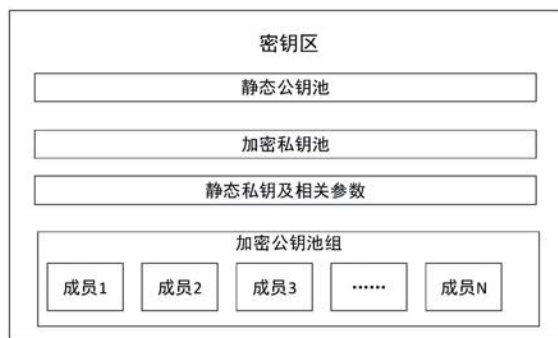 密钥区
静态公钥池
加密私钥池
静态私钥及相关参数
加密公钥池组
成员1 成员2 成员3 …… 成员N